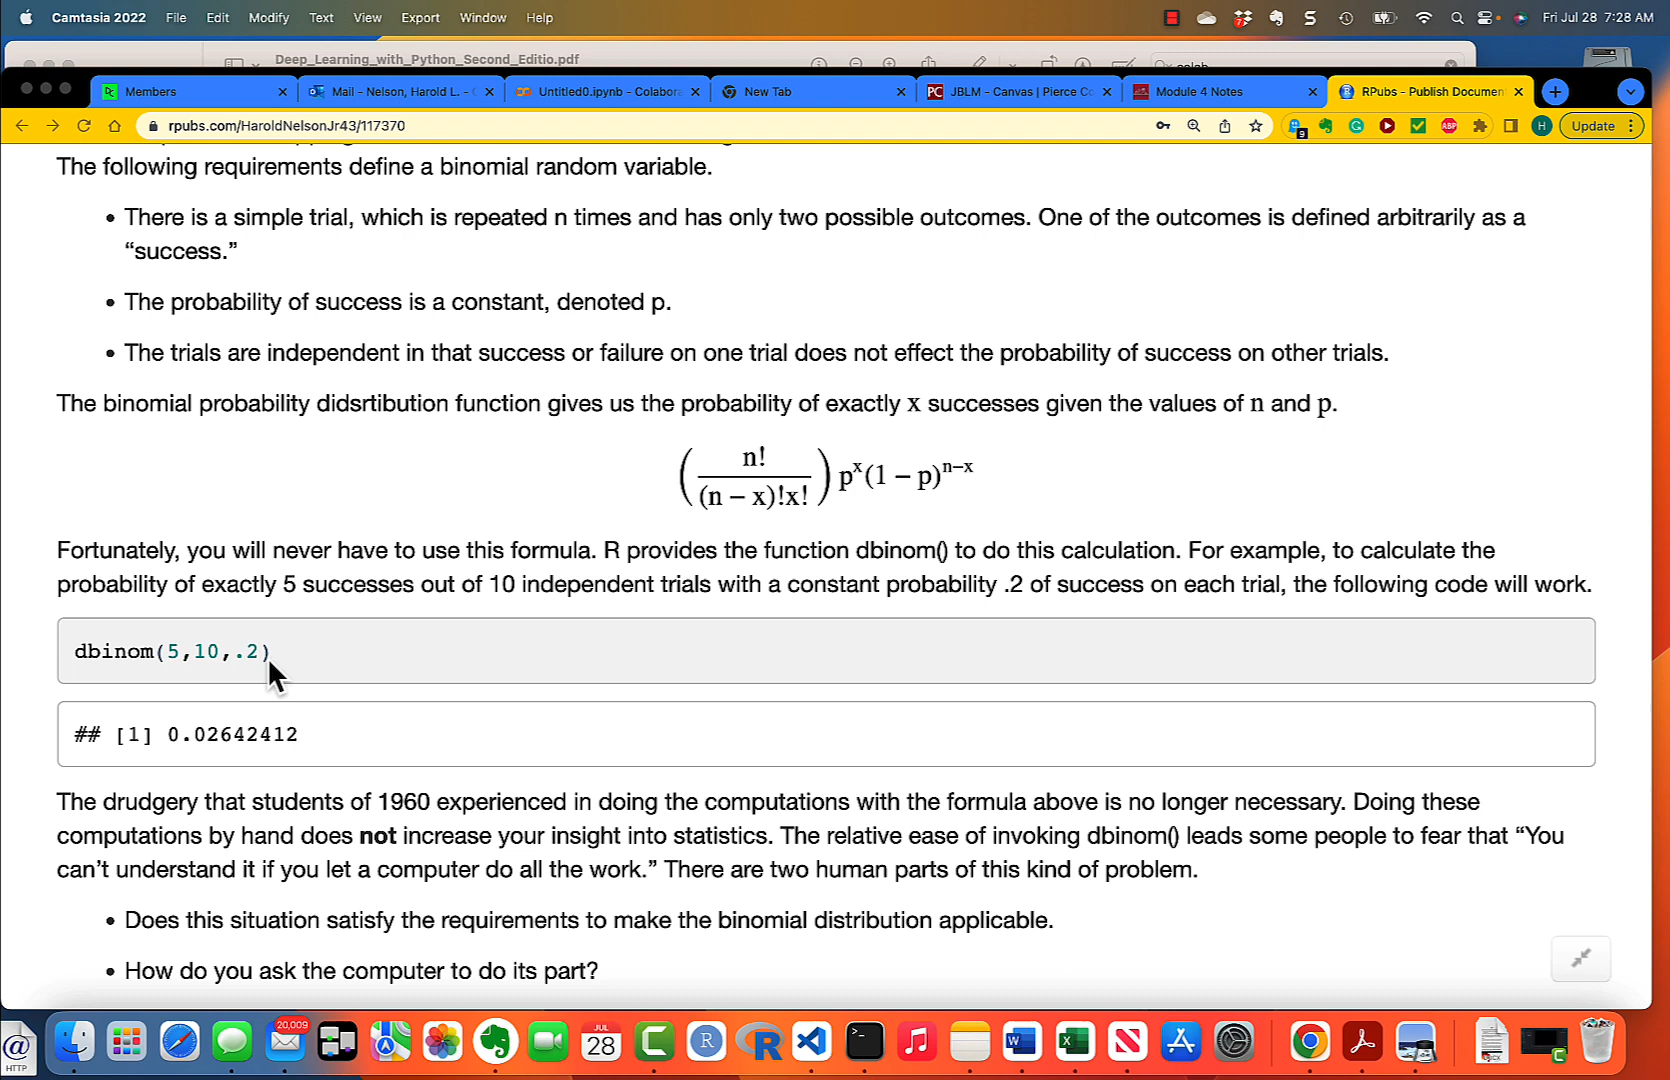 Camtasia 2022 File Edit Modify Text View Export Window Help Fri Jul 28 7:28 AM
Deep_Learning_with_Python_Second_Editio.pdf
Members Mail - Nelson, Harold L. - Untitled0.ipynb - Colabora New Tab JBLM - Canvas | Pierce Co Module 4 Notes RPubs - Publish Documen
rpubs.com/HaroldNelsonJr43/117370 Update
The following requirements define a binomial random variable.
• There is a simple trial, which is repeated n times and has only two possible outcomes. One of the outcomes is defined arbitrarily as a
“success.”
• The probability of success is a constant, denoted p.
• The trials are independent in that success or failure on one trial does not effect the probability of success on other trials.
The binomial probability didsrtibution function gives us the probability of exactly x successes given the values of n and p.
(n!/((n − x)!x!)) pˣ(1 − p)ⁿ⁻ˣ
Fortunately, you will never have to use this formula. R provides the function dbinom() to do this calculation. For example, to calculate the
probability of exactly 5 successes out of 10 independent trials with a constant probability .2 of success on each trial, the following code will work.
dbinom(5,10,.2)
## [1] 0.02642412
The drudgery that students of 1960 experienced in doing the computations with the formula above is no longer necessary. Doing these
computations by hand does not increase your insight into statistics. The relative ease of invoking dbinom() leads some people to fear that “You
can’t understand it if you let a computer do all the work.” There are two human parts of this kind of problem.
• Does this situation satisfy the requirements to make the binomial distribution applicable.
• How do you ask the computer to do its part?
20,009
JUL
28
HTTP